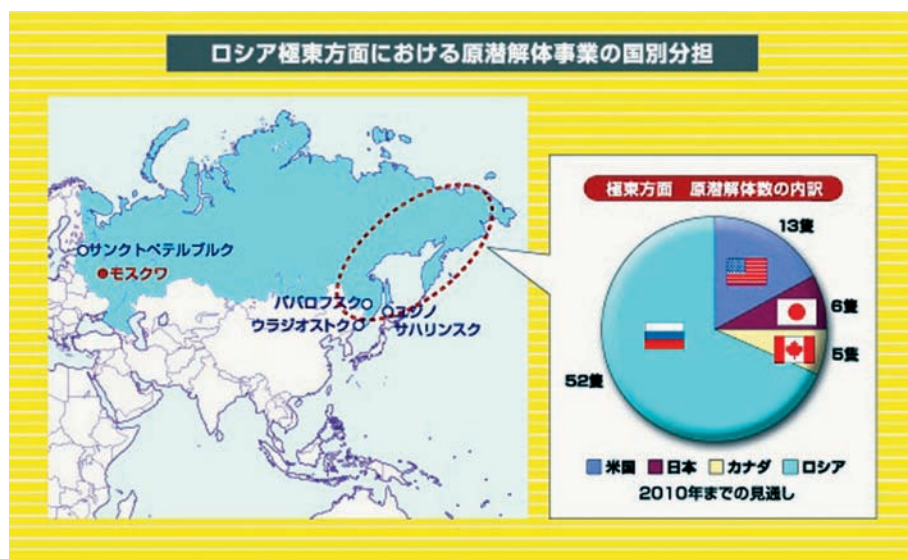 ロシア極東方面における原潜解体事業の国別分担
サンクトペテルブルク
モスクワ
ハバロフスク
ウラジオストク
ユジノ
サハリンスク
極東方面 原潜解体数の内訳
13隻
6隻
5隻
52隻
米国 日本 カナダ ロシア
2010年までの見通し